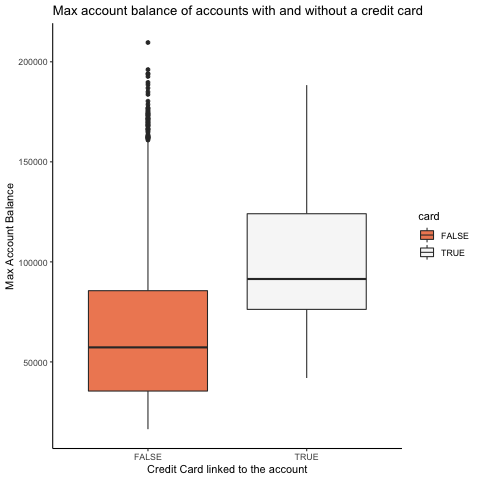 Max account balance of accounts with and without a credit card
Max Account Balance
200000
150000
100000
50000
FALSE
TRUE
Credit Card linked to the account
card
FALSE
TRUE